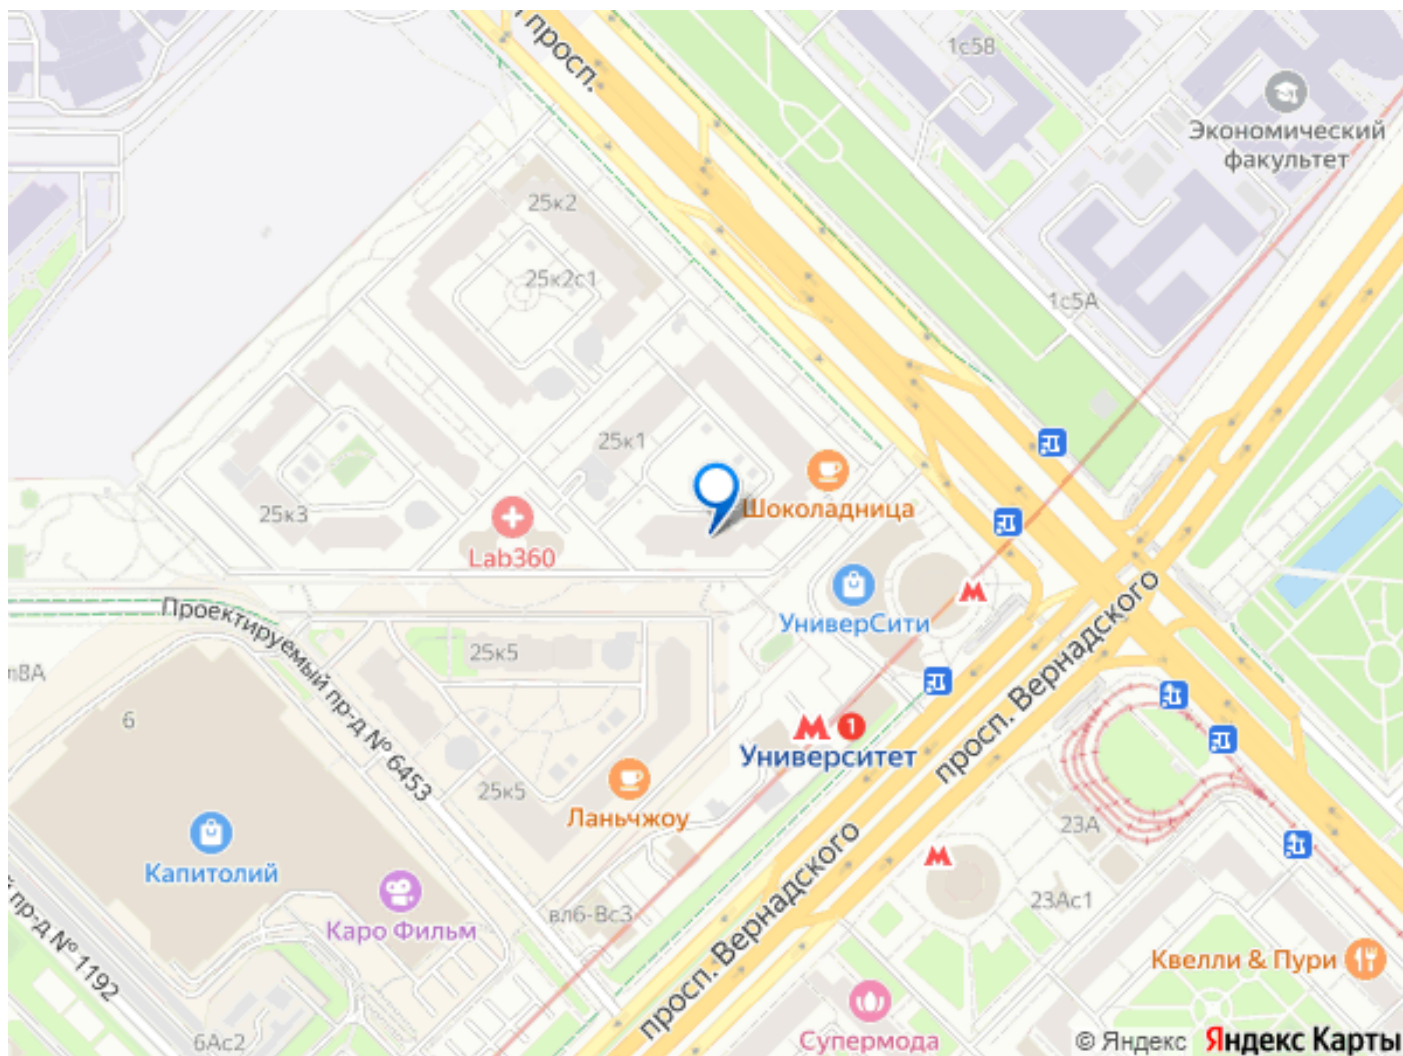 просп.
1с58
Экономический
факультет
25к2
25к2с1
1с5А
25к1
Шоколадница
25к3
Lab360
УниверСити
Проектируемый пр-д № 6453
25к5
6
просп. Вернадского
1
Университет
25к5
Ланьчжоу
23А
Капитолий
просп. Вернадского
Каро Фильм
вл6-Вс3
23Ас1
пр-д № 1192
Квелли & Пури
6Ас2
Супермода
© Яндекс Яндекс Карты